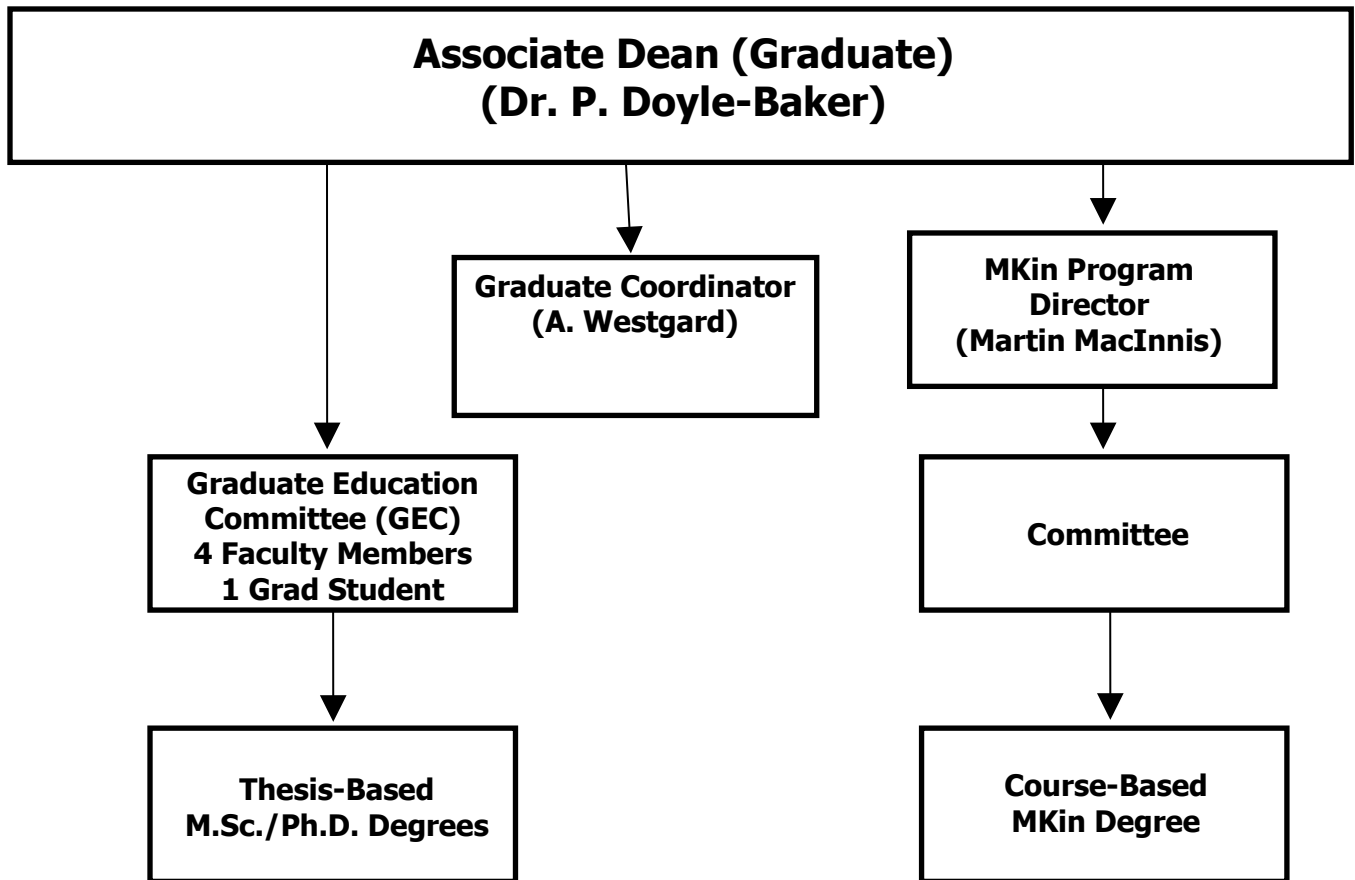 Associate Dean (Graduate)
(Dr. P. Doyle-Baker)
Graduate Coordinator
(A. Westgard)
MKin Program
Director
(Martin MacInnis)
Graduate Education
Committee (GEC)
4 Faculty Members
1 Grad Student
Committee
Thesis-Based
M.Sc./Ph.D. Degrees
Course-Based
MKin Degree